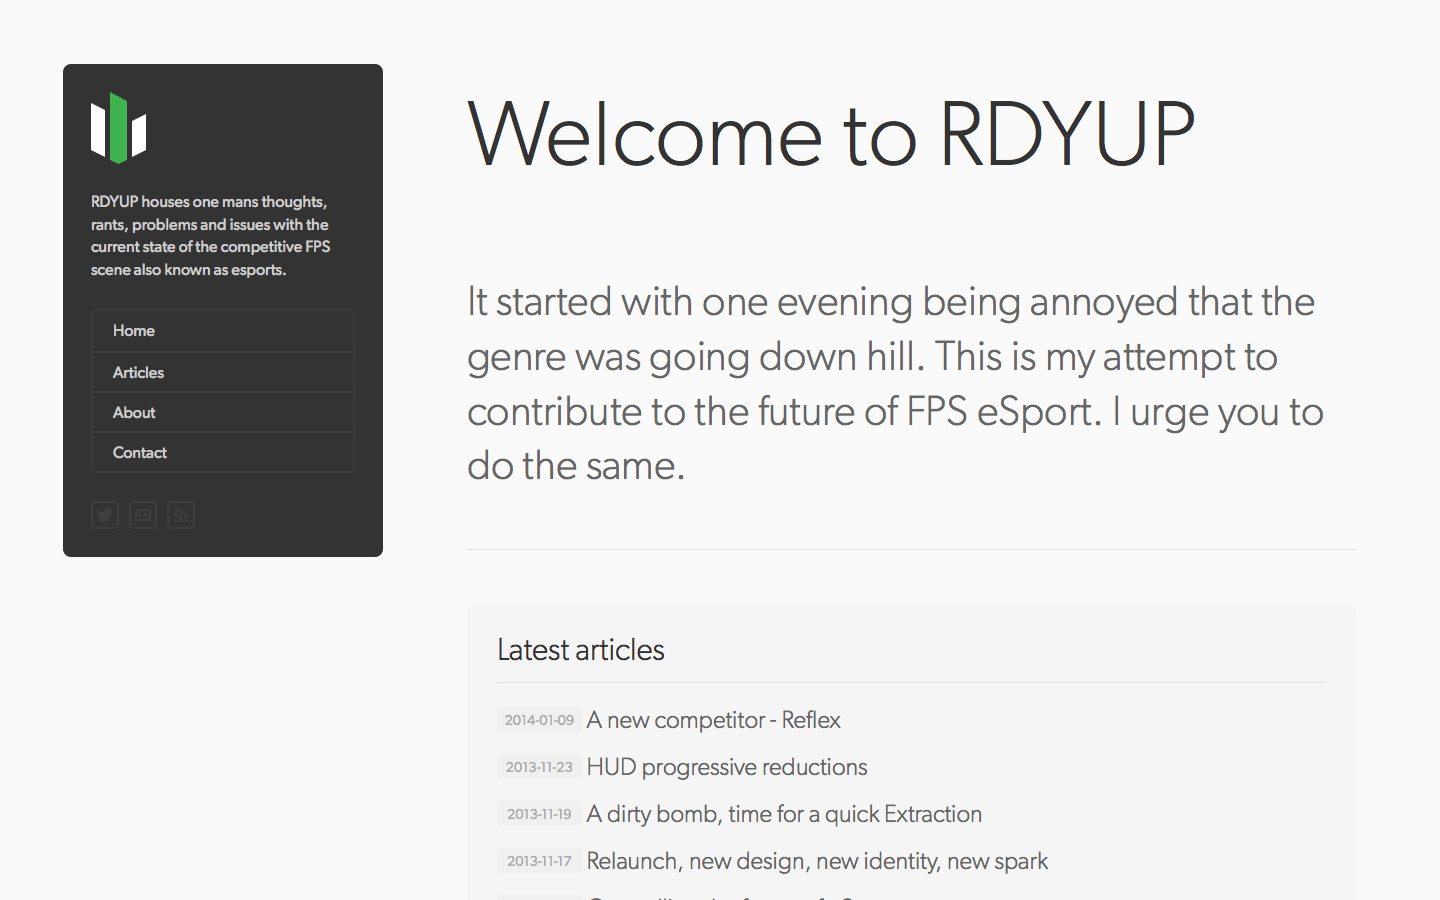 RDYUP houses one mans thoughts,
rants, problems and issues with the
current state of the competitive FPS
scene also known as esports.
Home
Articles
About
Contact
Welcome to RDYUP
It started with one evening being annoyed that the
genre was going down hill. This is my attempt to
contribute to the future of FPS eSport. I urge you to
do the same.
Latest articles
2014-01-09 A new competitor - Reflex
2013-11-23 HUD progressive reductions
2013-11-19 A dirty bomb, time for a quick Extraction
2013-11-17 Relaunch, new design, new identity, new spark